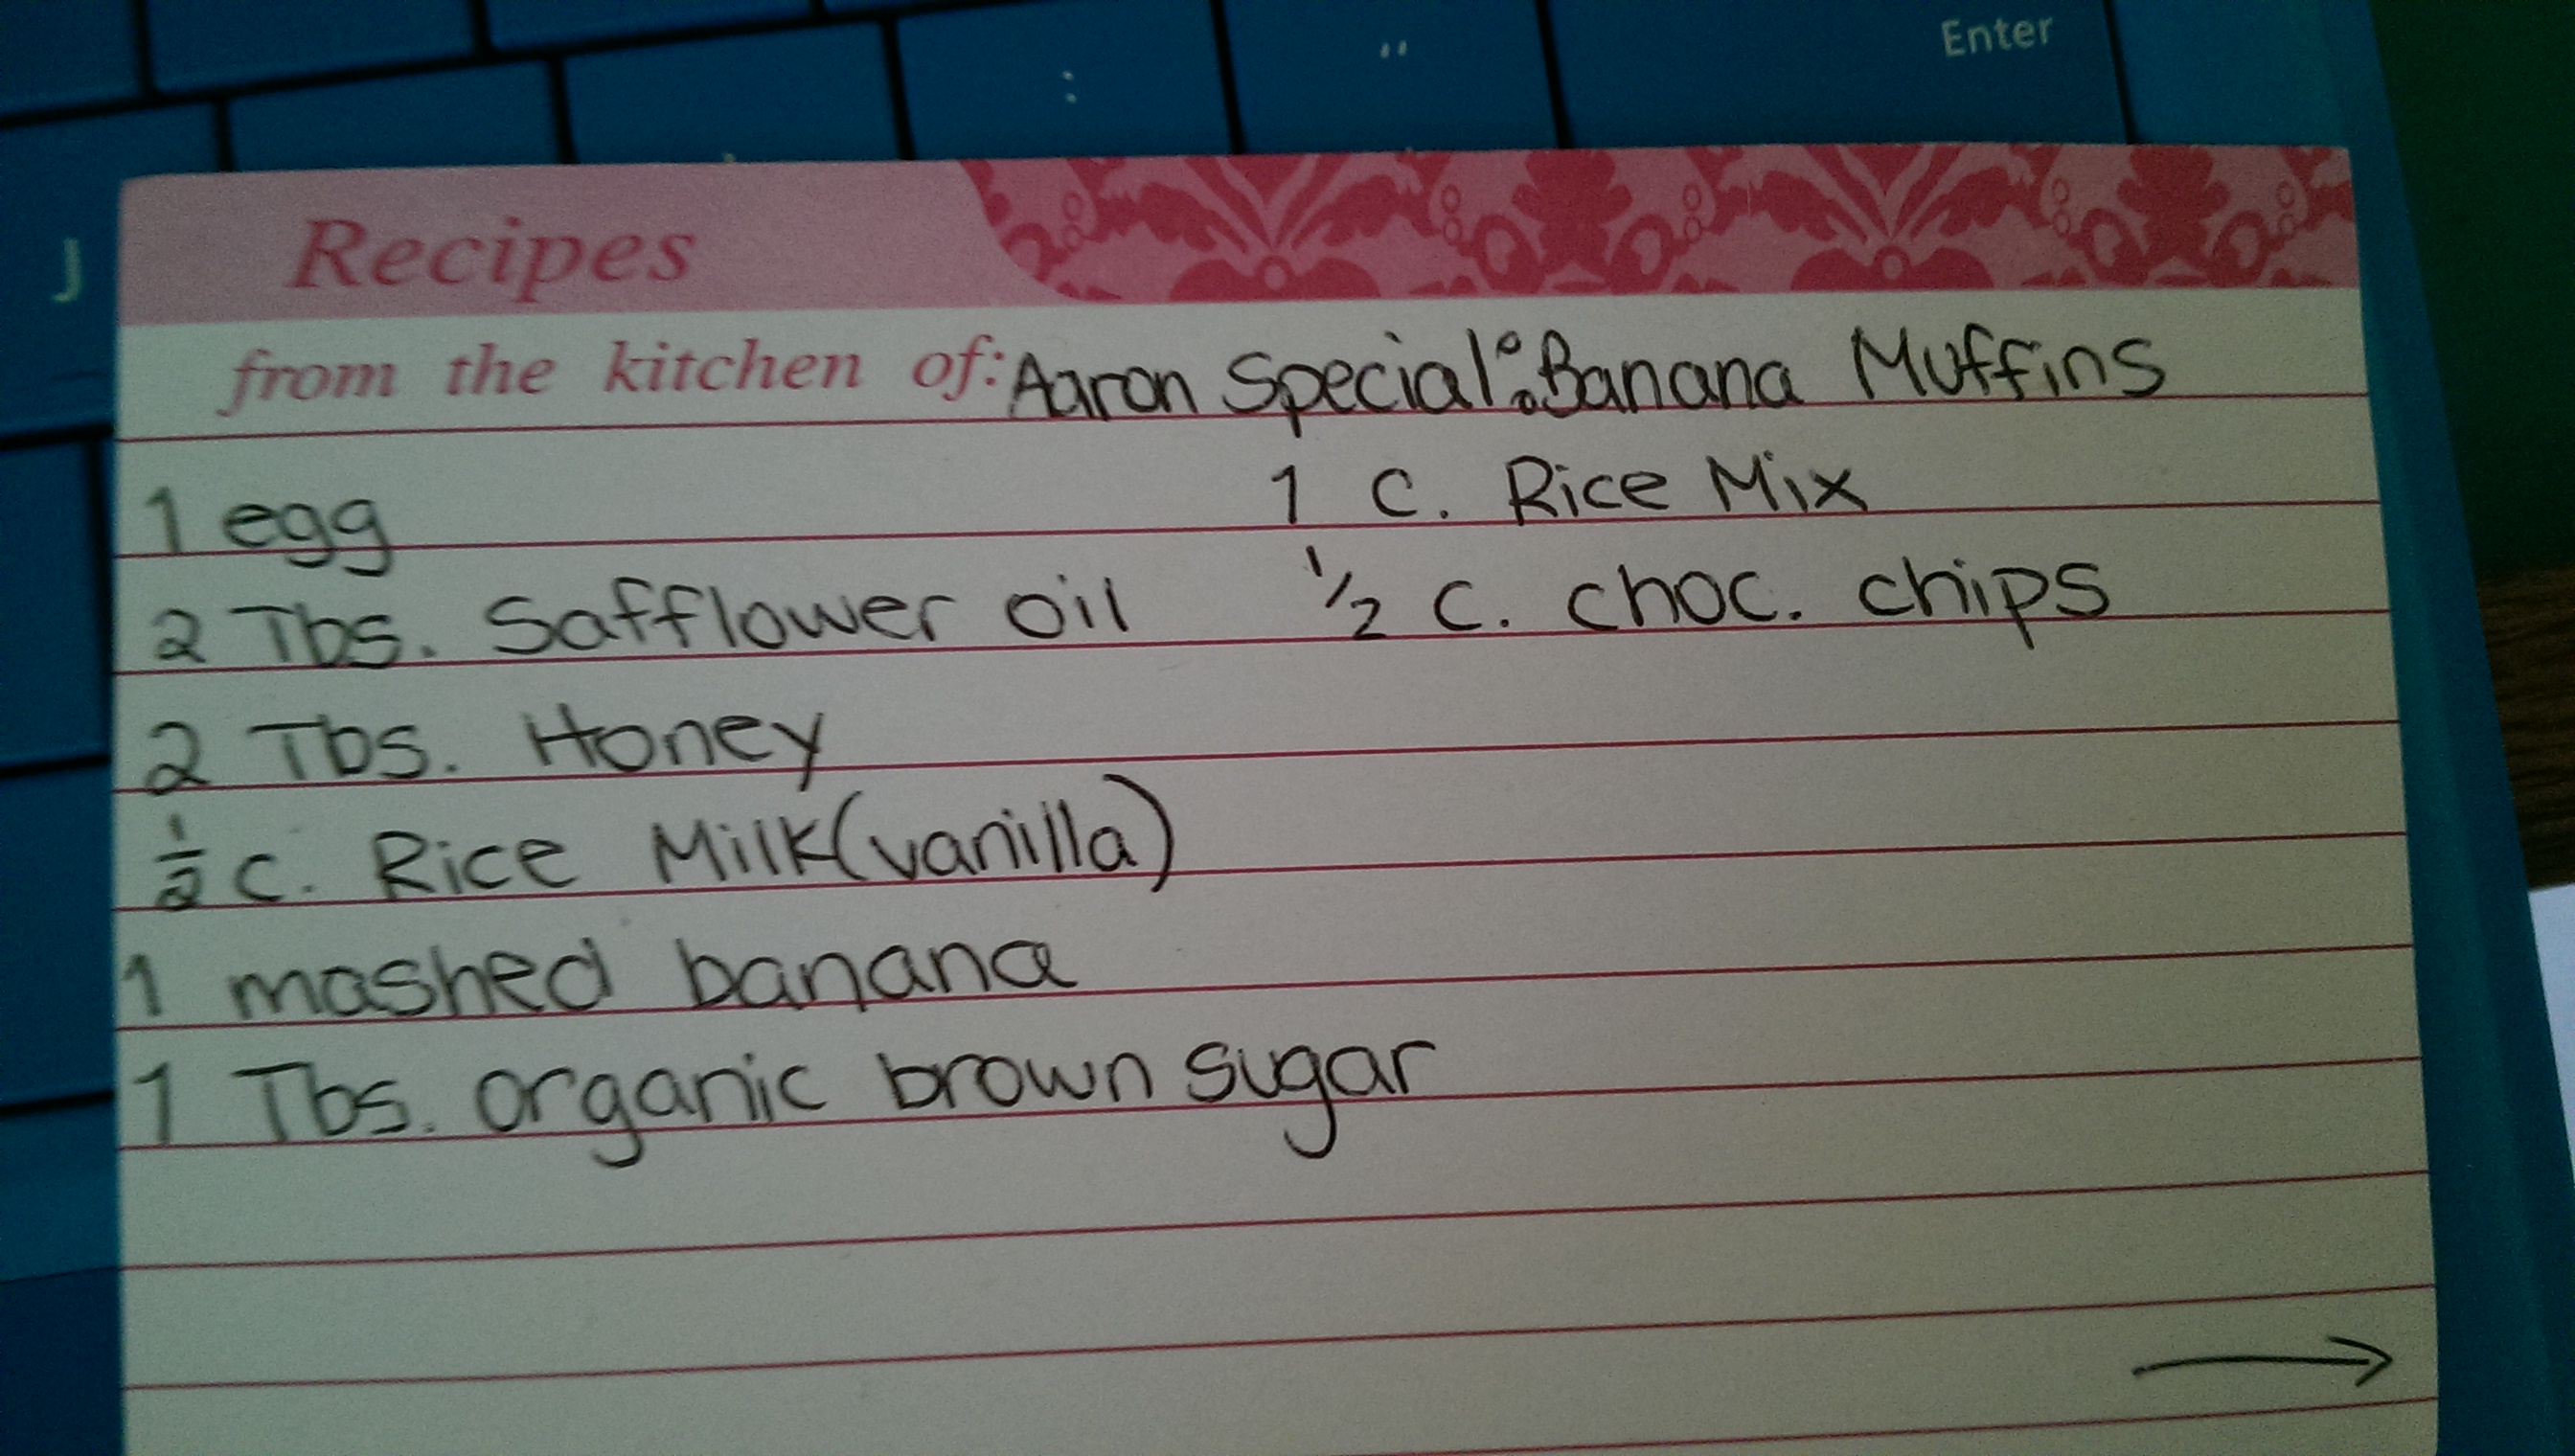 Enter
: "
J
Recipes
from the kitchen of: Aaron Special: Banana Muffins
1 egg
2 Tbs. Safflower oil
2 Tbs. Honey
1/2 c. Rice Milk (vanilla)
1 mashed banana
1 Tbs. organic brown sugar
1 c. Rice Mix
1/2 c. choc. chips